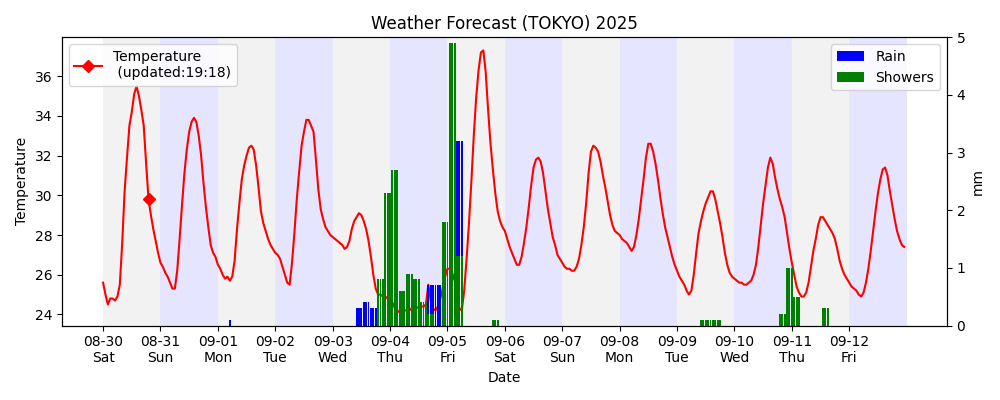 Weather Forecast (TOKYO) 2025
Temperature
(updated:19:18)
Rain
Showers
Temperature
36
34
32
30
28
26
24
5
4
3
2
1
0
mm
08-30 08-31 09-01 09-02 09-03 09-04 09-05 09-06 09-07 09-08 09-09 09-10 09-11 09-12
Sat Sun Mon Tue Wed Thu Fri Sat Sun Mon Tue Wed Thu Fri
Date